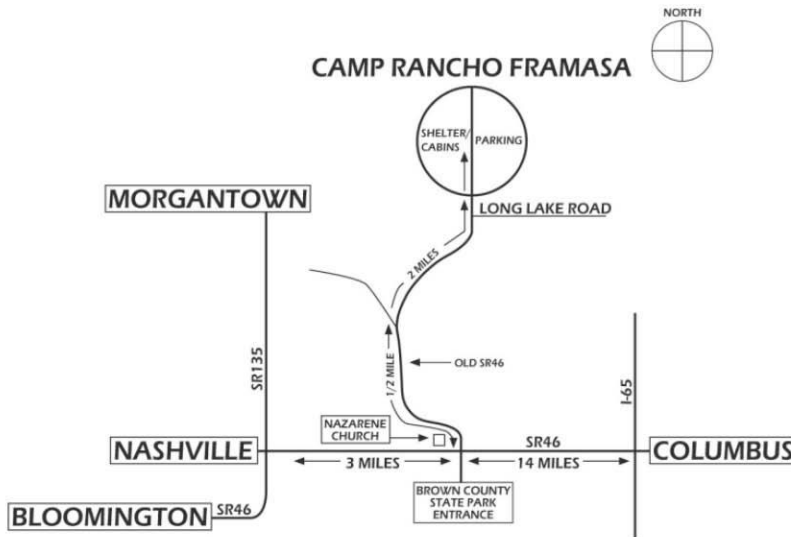 NORTH
CAMP RANCHO FRAMASA
SHELTER/
CABINS
PARKING
MORGANTOWN
LONG LAKE ROAD
2 MILES
SR135
OLD SR46
1/2 MILE
I-65
NAZARENE
CHURCH
NASHVILLE
SR46
COLUMBUS
3 MILES
14 MILES
BROWN COUNTY
STATE PARK
ENTRANCE
BLOOMINGTON
SR46